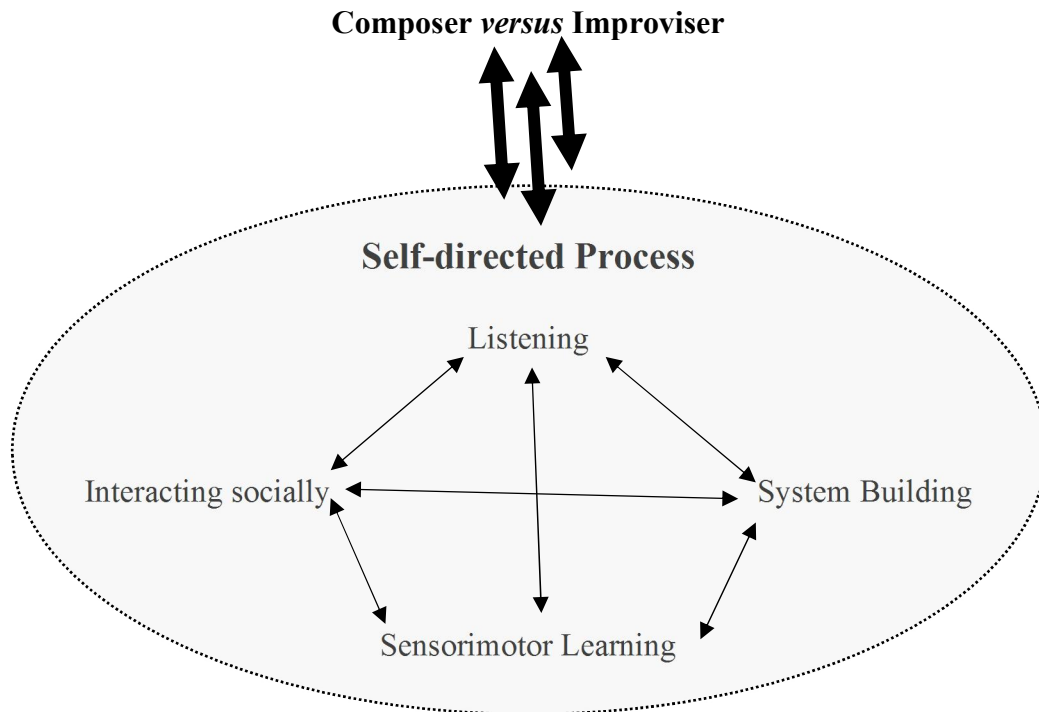 Composer versus Improviser
Self-directed Process
Listening
Interacting socially
System Building
Sensorimotor Learning